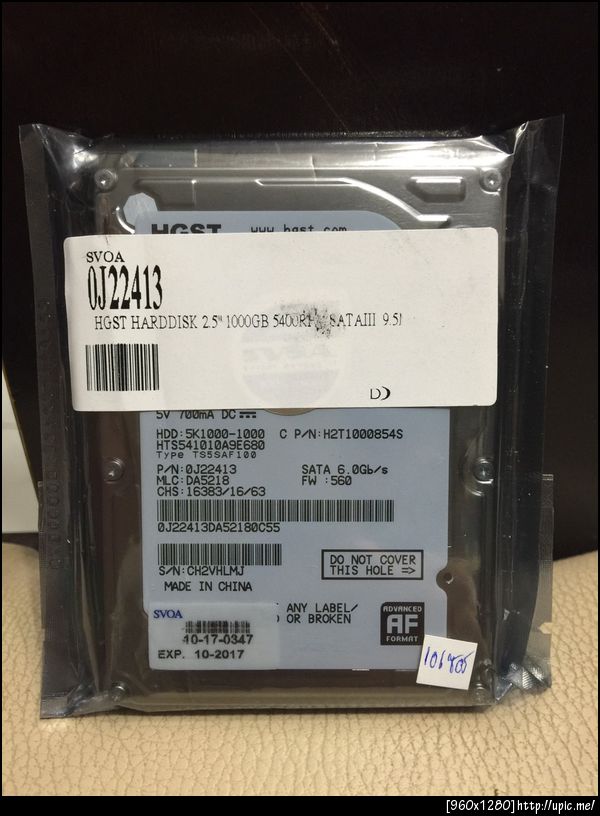 HGST www.hgst.com
SVOA
0J22413
HGST HARDDISK 2.5" 1000GB 5400RPM SATAIII 9.5
5V 700mA DC
HDD:5K1000-1000 C P/N:H2T1000854S
HTS541010A9E680
Type TS5SAF100
P/N:0J22413 SATA 6.0Gb/s
MLC:DA5218 FW :560
CHS:16383/16/63
0J22413DA52180C55
S/N:CH2VHLMJ
DO NOT COVER
THIS HOLE =>
MADE IN CHINA
ANY LABEL/
OR BROKEN
SVOA
10-17-0347
EXP. 10-2017
ADVANCED
AF
FORMAT
[960x1280]http://upic.me/